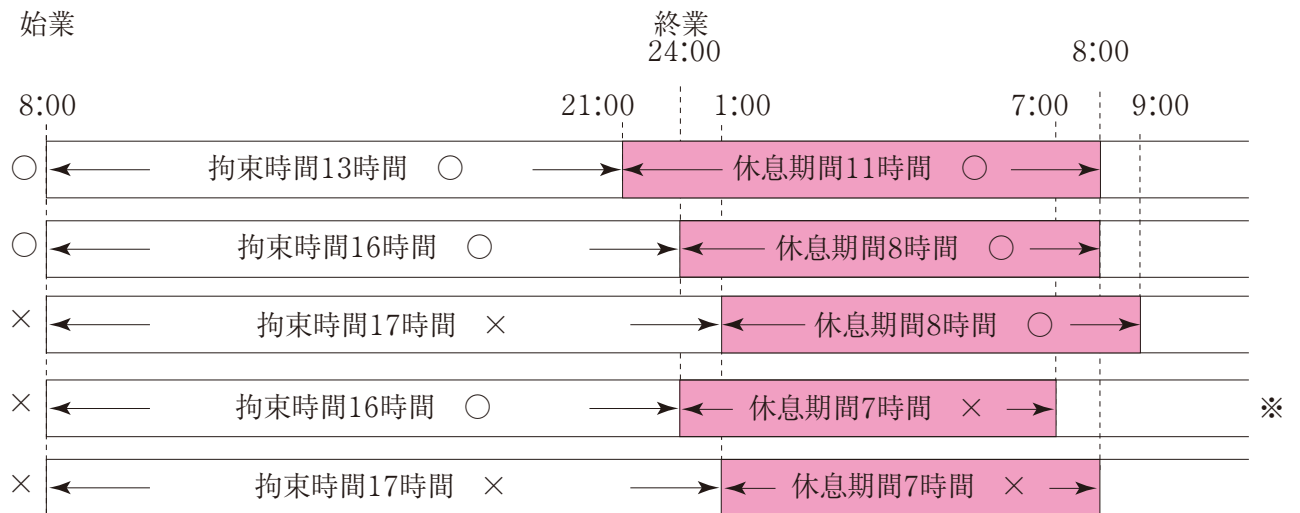 始業 終業
24:00 8:00
8:00 21:00 1:00 7:00 9:00
○ 拘束時間13時間 ○ 休息期間11時間 ○
○ 拘束時間16時間 ○ 休息期間8時間 ○
× 拘束時間17時間 × 休息期間8時間 ○
× 拘束時間16時間 ○ 休息期間7時間 × ※
× 拘束時間17時間 × 休息期間7時間 ×